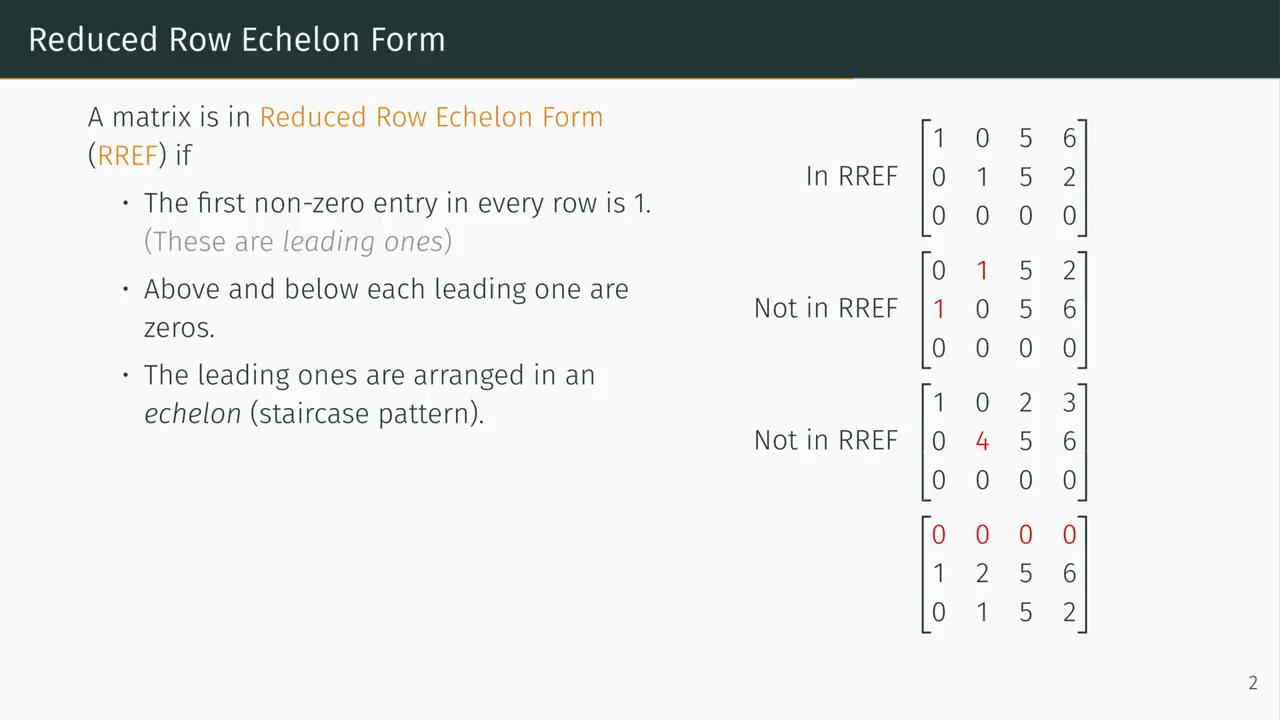 Reduced Row Echelon Form
A matrix is in Reduced Row Echelon Form
(RREF) if
• The first non-zero entry in every row is 1.
(These are leading ones)
• Above and below each leading one are
zeros.
• The leading ones are arranged in an
echelon (staircase pattern).
In RREF
1 0 5 6
0 1 5 2
0 0 0 0
Not in RREF
0 1 5 2
1 0 5 6
0 0 0 0
Not in RREF
1 0 2 3
0 4 5 6
0 0 0 0
0 0 0 0
1 2 5 6
0 1 5 2
2